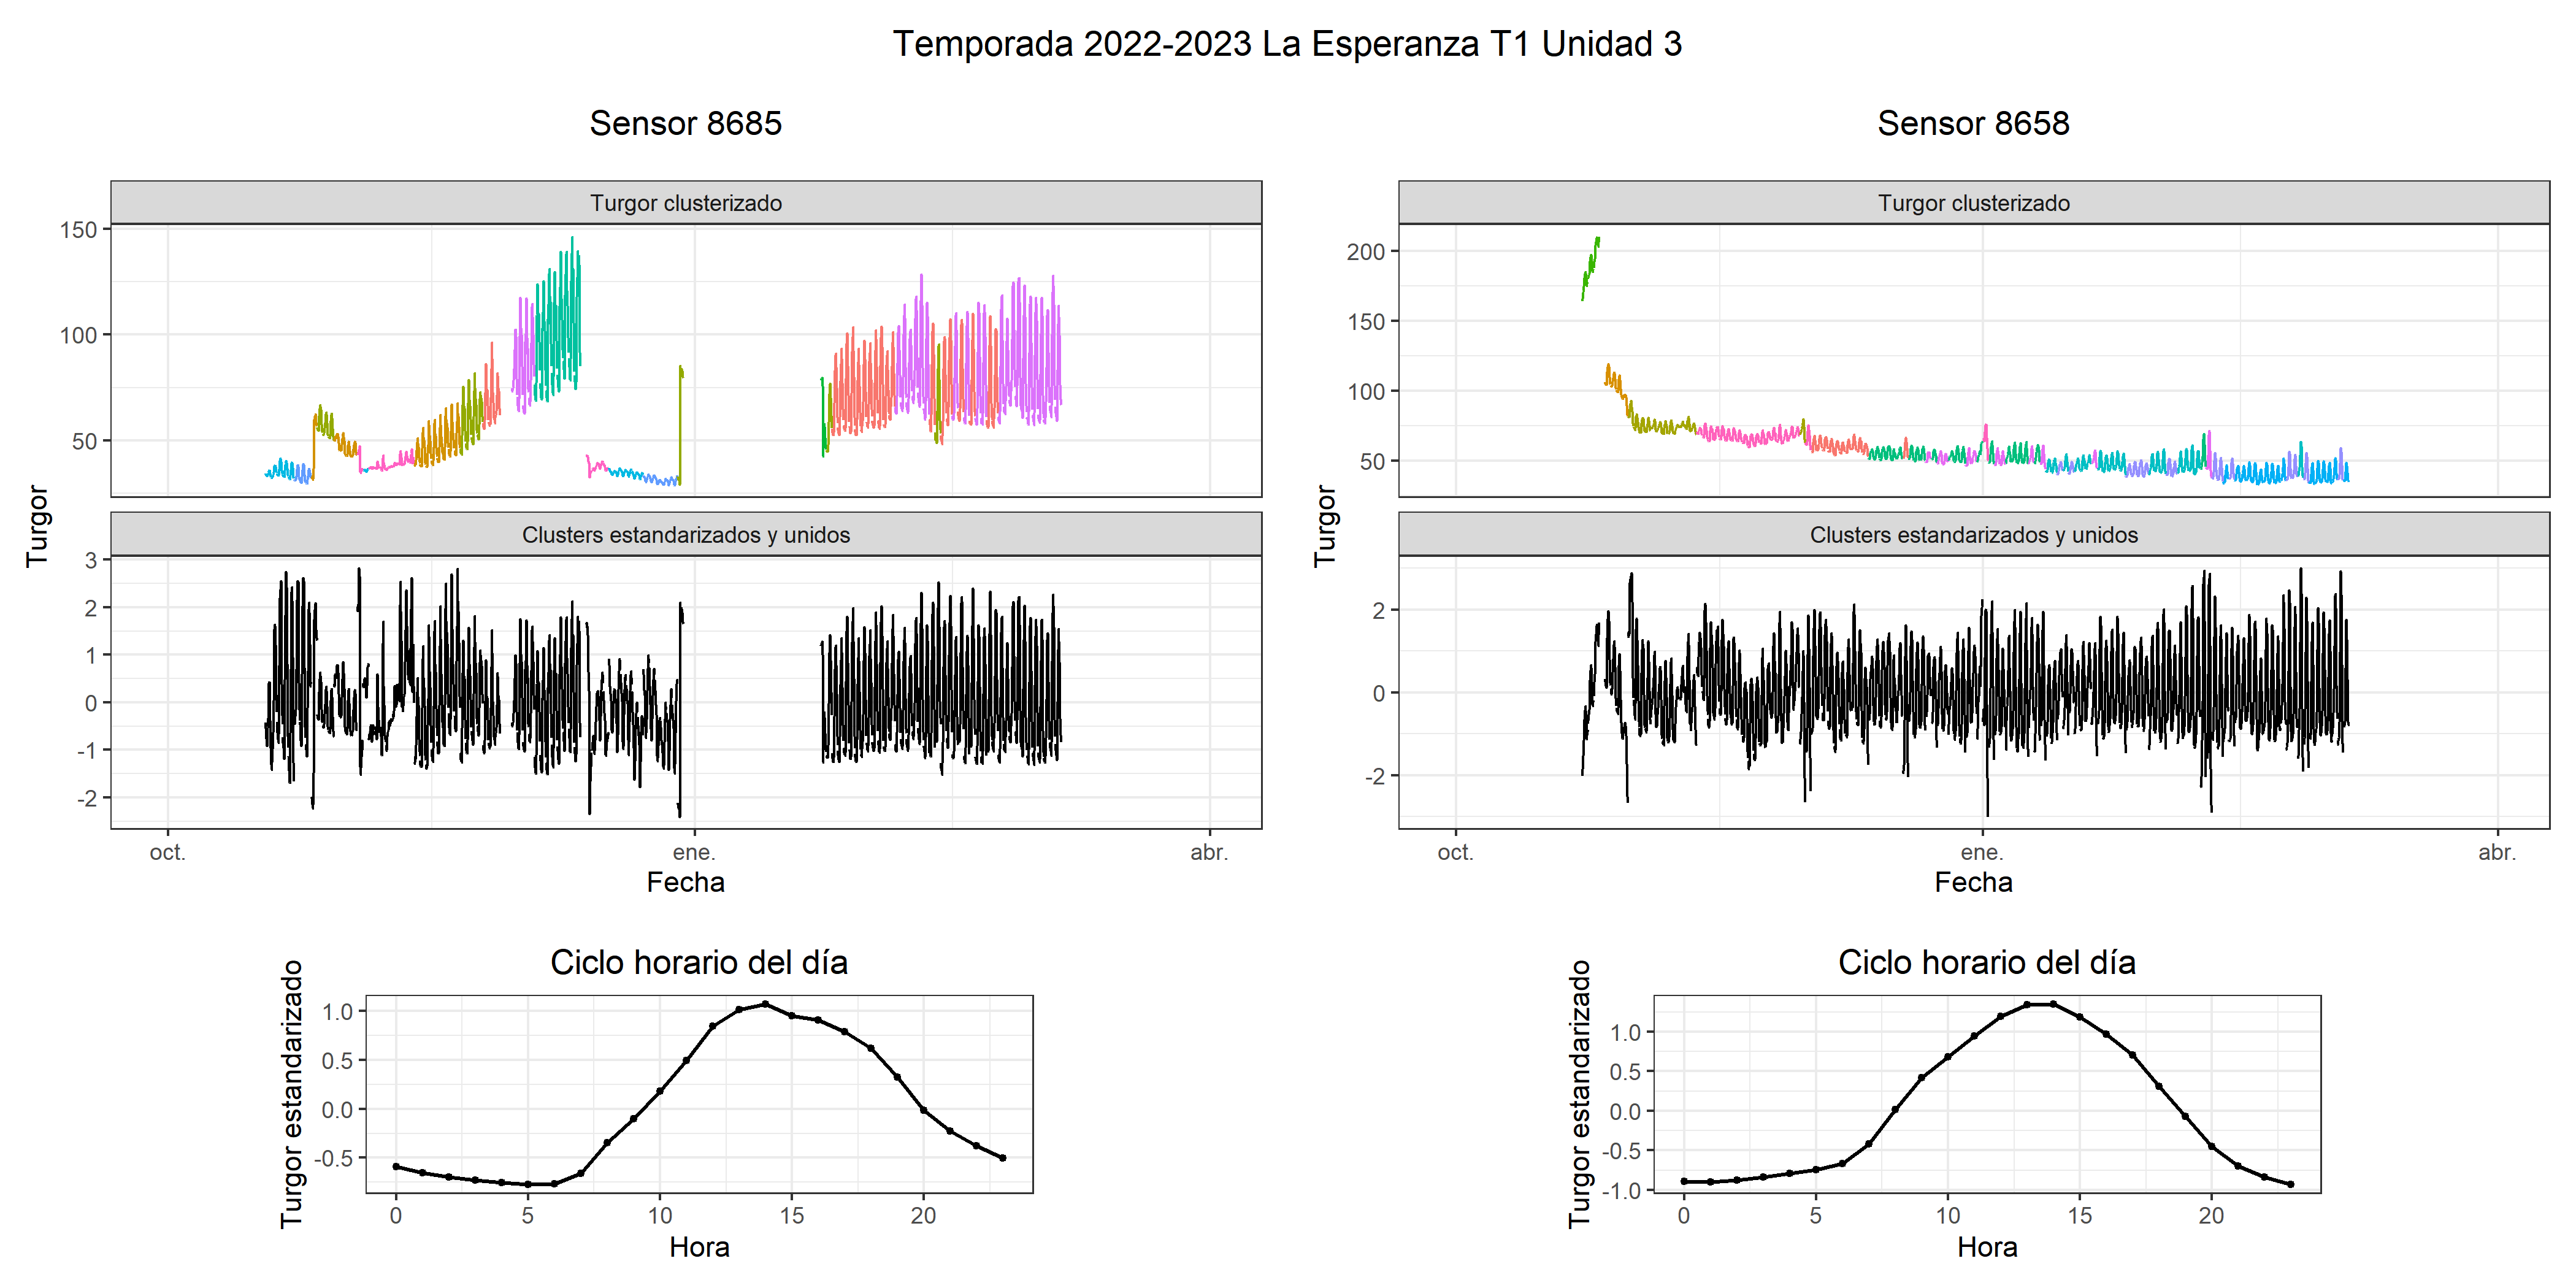 Temporada 2022-2023 La Esperanza T1 Unidad 3
Sensor 8685
Turgor clusterizado
150
100
50
Clusters estandarizados y unidos
3
2
1
0
-1
-2
Turgor
oct.
ene.
abr.
Fecha
Ciclo horario del día
Turgor estandarizado
1.0
0.5
0.0
-0.5
0
5
10
15
20
Hora
Sensor 8658
Turgor clusterizado
200
150
100
50
Clusters estandarizados y unidos
2
0
-2
Turgor
oct.
ene.
abr.
Fecha
Ciclo horario del día
Turgor estandarizado
1.0
0.5
0.0
-0.5
-1.0
0
5
10
15
20
Hora